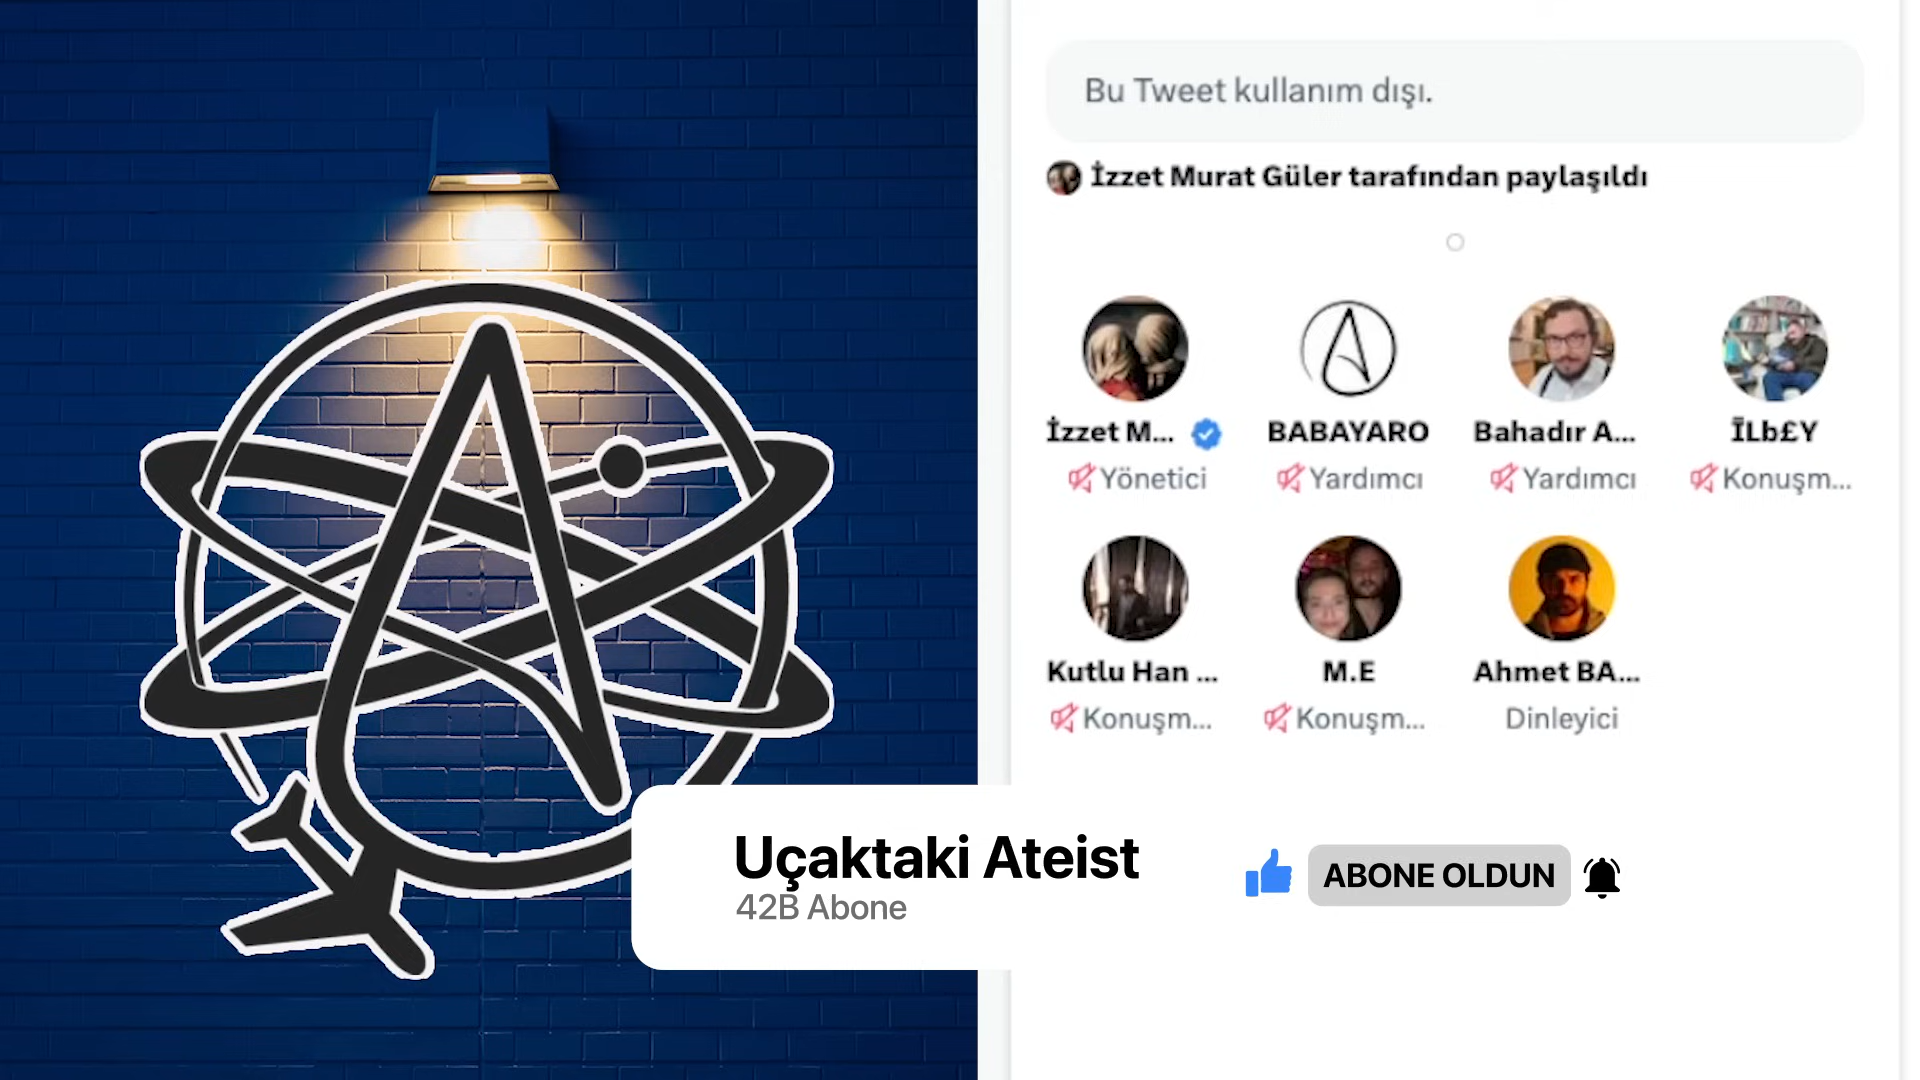 Bu Tweet kullanım dışı.
İzzet Murat Güler tarafından paylaşıldı
İzzet M... BABAYARO Bahadır A... ĪLb£Y
Yönetici Yardımcı Yardımcı Konuşm...
Kutlu Han ... M.E Ahmet BA...
Konuşm... Konuşm... Dinleyici
Uçaktaki Ateist
42B Abone
ABONE OLDUN